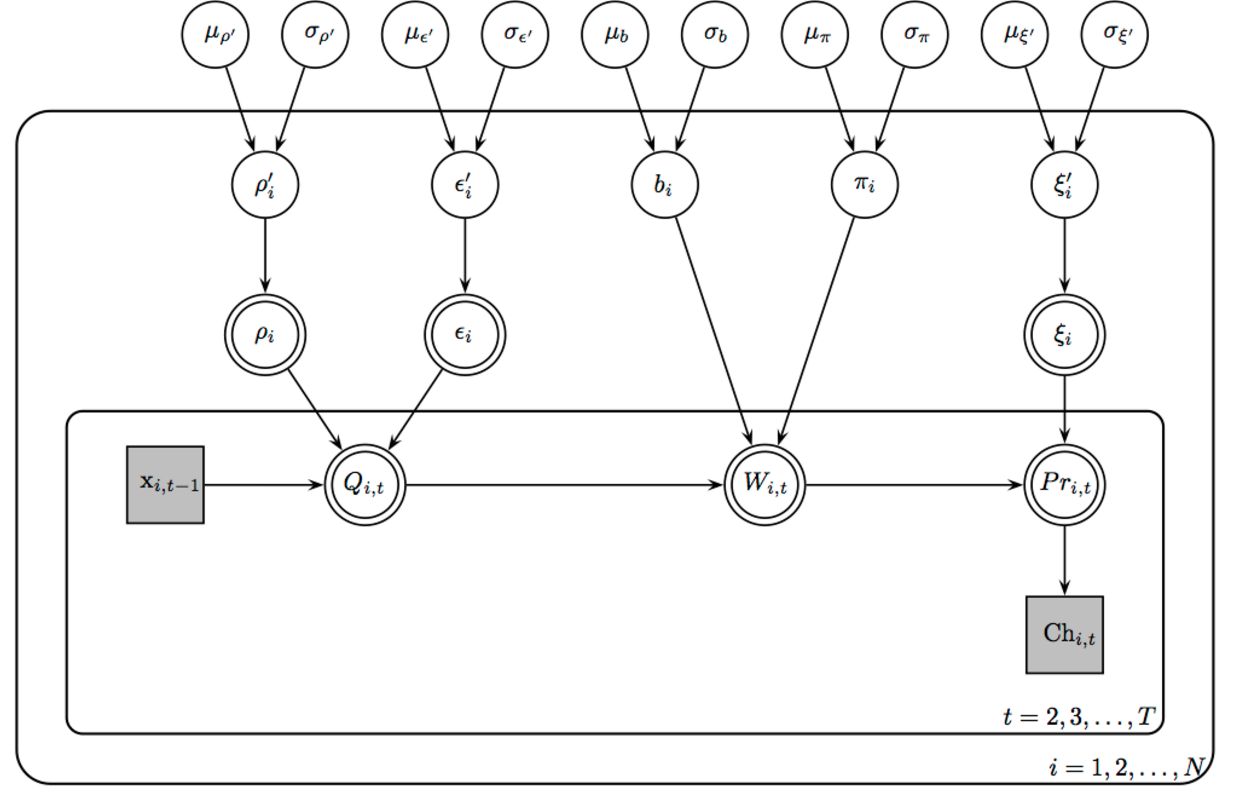 μ_ρ′ σ_ρ′ μ_ϵ′ σ_ϵ′ μ_b σ_b μ_π σ_π μ_ξ′ σ_ξ′
ρ′_i ϵ′_i b_i π_i ξ′_i
ρ_i ϵ_i ξ_i
x_{i,t−1} Q_{i,t} W_{i,t} Pr_{i,t}
Ch_{i,t}
t = 2, 3, . . . , T
i = 1, 2, . . . , N